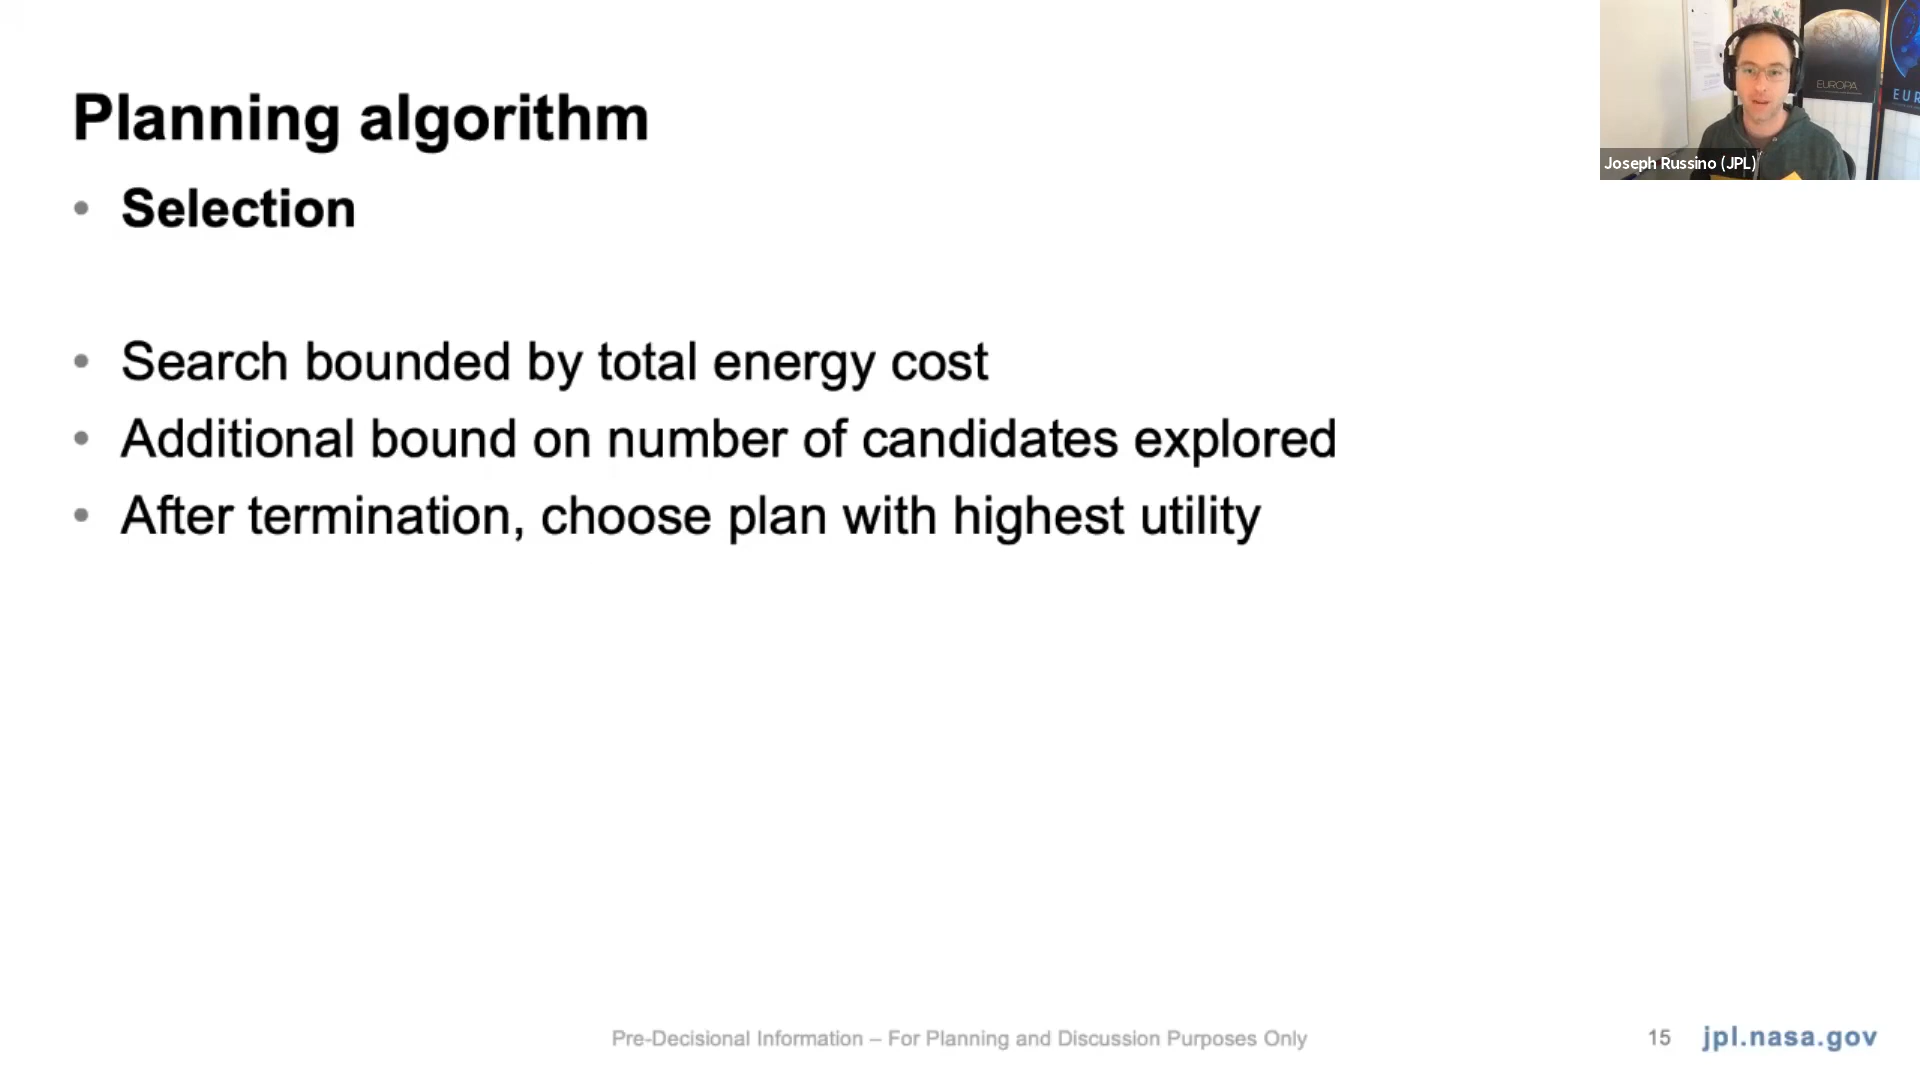 Planning algorithm
• Selection
• Search bounded by total energy cost
• Additional bound on number of candidates explored
• After termination, choose plan with highest utility
EUROPA
EUR
Joseph Russino (JPL)
Pre-Decisional Information – For Planning and Discussion Purposes Only
15
jpl.nasa.gov